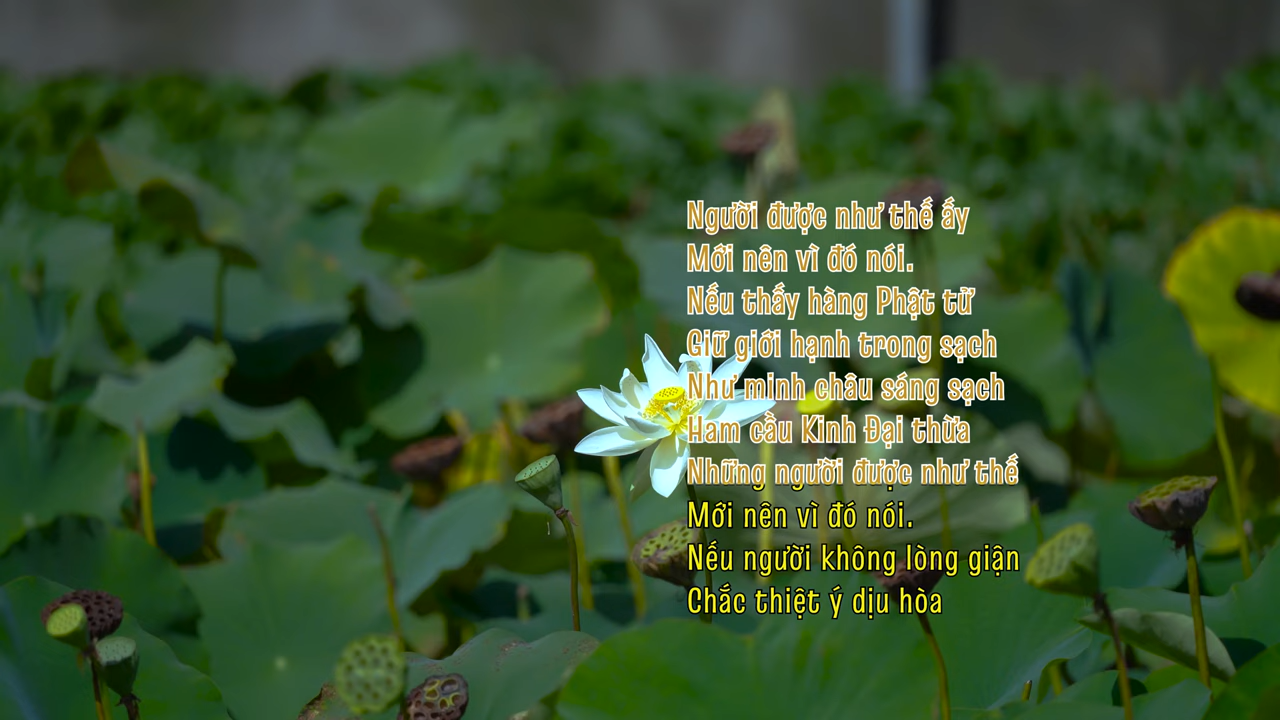 Người được như thế ấy
Mới nên vì đó nói.
Nếu thấy hàng Phật tử
Giữ giới hạnh trong sạch
Như minh châu sáng sạch
Ham cầu Kinh Đại thừa
Những người được như thế
Mới nên vì đó nói.
Nếu người không lòng giận
Chắc thiệt ý dịu hòa